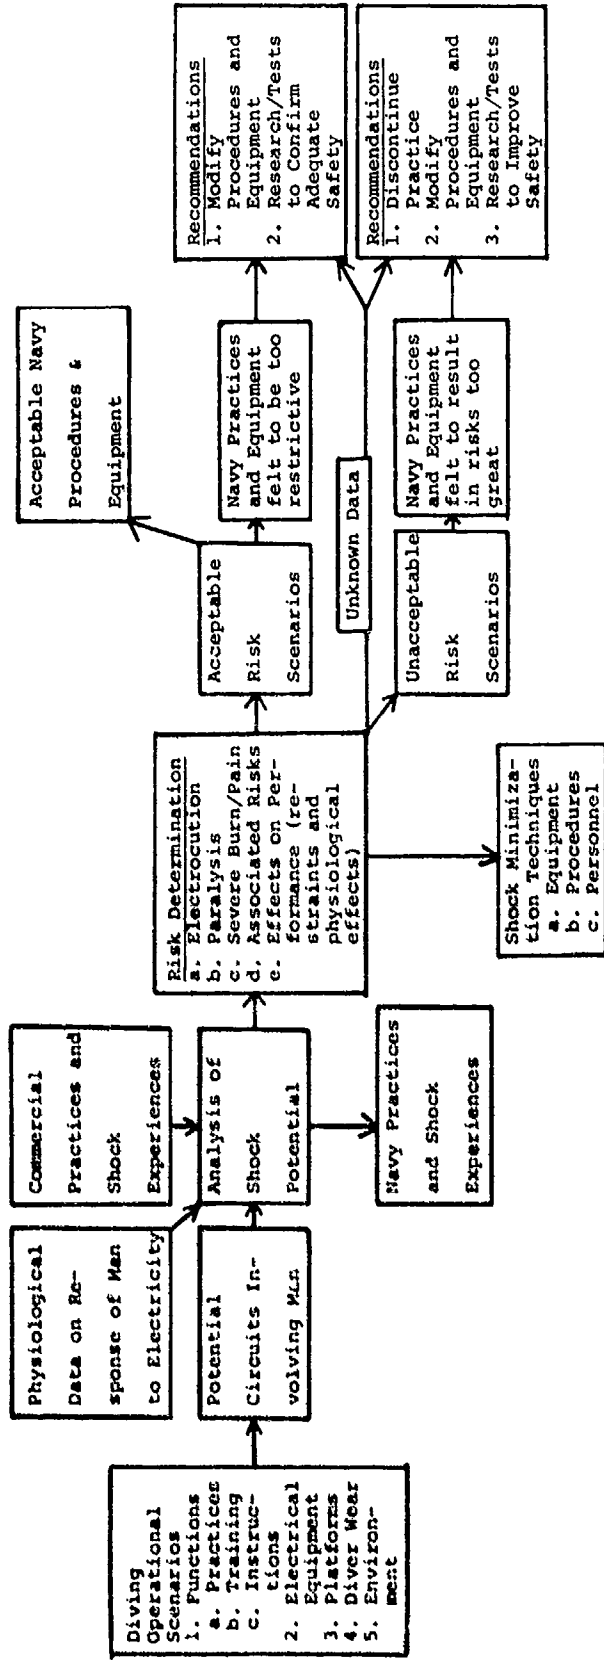 Diving
Operational
Scenarios
1. Functions
a. Practices
b. Training
c. Instruc-
tions
2. Electrical
Equipment
3. Platforms
4. Diver Wear
5. Environ-
ment
Physiological
Data on Re-
sponse of Man
to Electricity
Potential
Circuits In-
volving Men
Commercial
Practices and
Shock
Experiences
Analysis of
Shock
Potential
Navy Practices
and Shock
Experiences
Risk Determination
a. Electrocution
b. Paralysis
c. Severe Burn/Pain
d. Associated Risks
e. Effects on Per-
formance (re-
straints and
physiological
effects)
Shock Minimiza-
tion Techniques
a. Equipment
b. Procedures
c. Personnel
Acceptable
Risk
Scenarios
Unknown Data
Unacceptable
Risk
Scenarios
Acceptable Navy
Procedures &
Equipment
Navy Practices
and Equipment
felt to be too
restrictive
Navy Practices
and Equipment
felt to result
in risks too
great
Recommendations
1. Modify
Procedures and
Equipment
2. Research/Tests
to Confirm
Adequate
Safety
Recommendations
1. Discontinue
Practice
2. Modify
Procedures and
Equipment
3. Research/Tests
to Improve
Safety